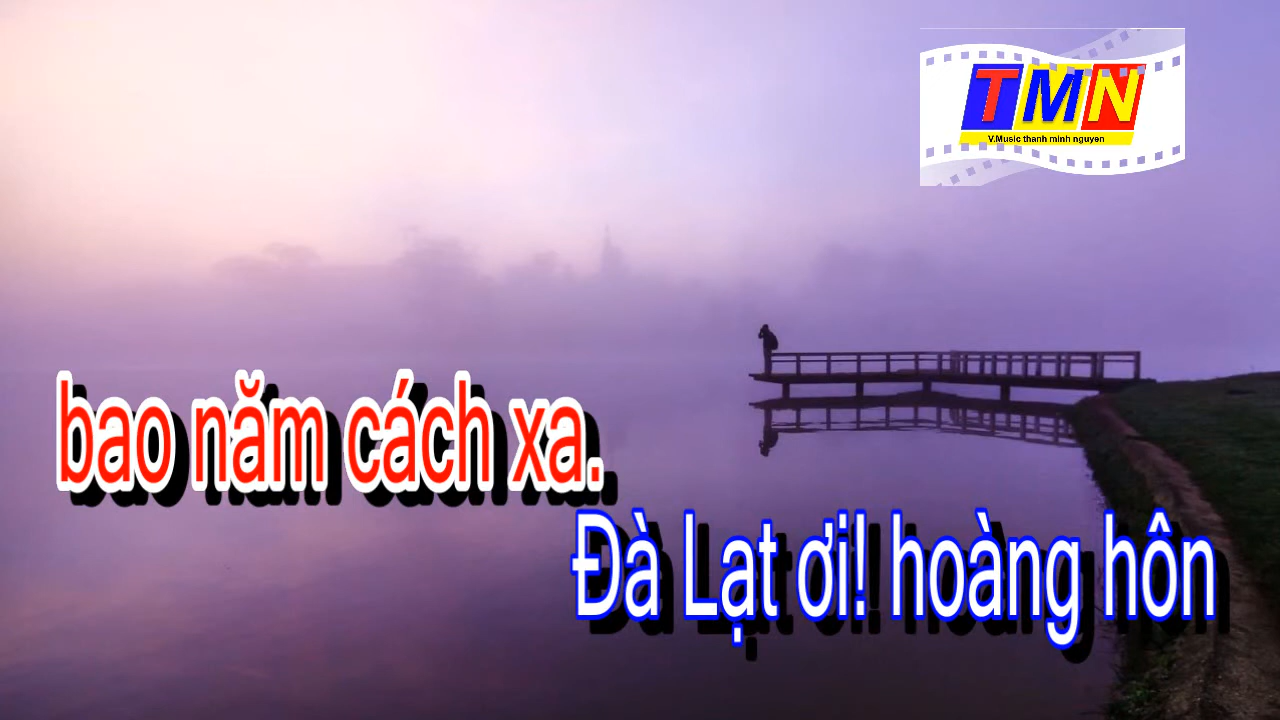 TMN
V.Music thanh minh nguyen
bao năm cách xa.
Đà Lạt ơi! hoàng hôn